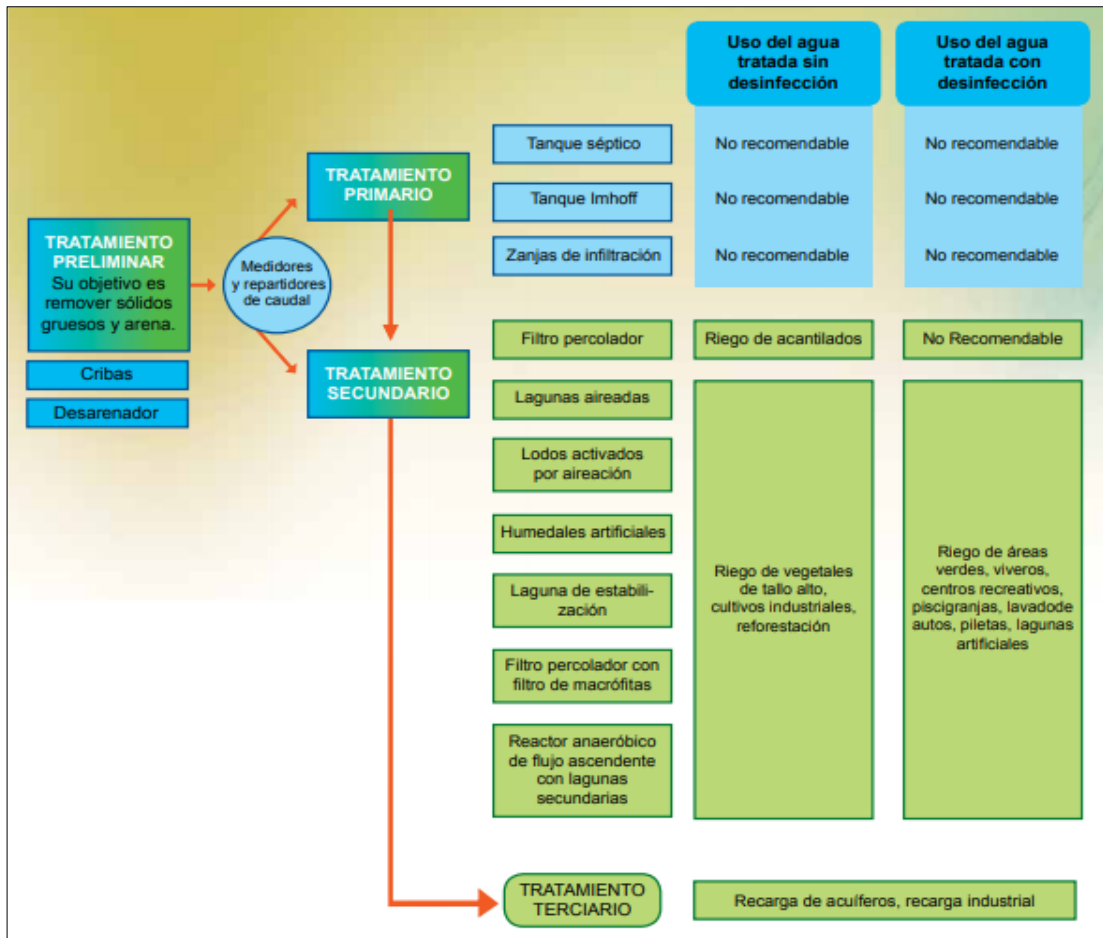 Uso del agua
tratada sin
desinfección
Uso del agua
tratada con
desinfección
TRATAMIENTO
PRELIMINAR
Su objetivo es
remover sólidos
gruesos y arena.
Cribas
Desarenador
Medidores
y repartidores
de caudal
TRATAMIENTO
PRIMARIO
Tanque séptico
No recomendable
No recomendable
Tanque Imhoff
No recomendable
No recomendable
Zanjas de infiltración
No recomendable
No recomendable
TRATAMIENTO
SECUNDARIO
Filtro percolador
Riego de acantilados
No Recomendable
Lagunas aireadas
Lodos activados
por aireación
Humedales artificiales
Laguna de estabili-
zación
Filtro percolador con
filtro de macrófitas
Reactor anaeróbico
de flujo ascendente
con lagunas
secundarias
Riego de vegetales
de tallo alto,
cultivos industriales,
reforestación
Riego de áreas
verdes, viveros,
centros recreativos,
piscigranjas, lavadode
autos, piletas, lagunas
artificiales
TRATAMIENTO
TERCIARIO
Recarga de acuíferos, recarga industrial